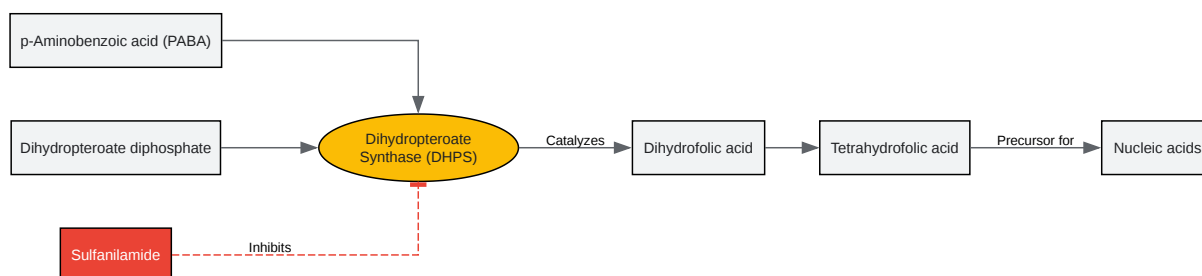 p-Aminobenzoic acid (PABA)
Dihydropteroate diphosphate
Dihydropteroate
Synthase (DHPS)
Catalyzes
Dihydrofolic acid
Tetrahydrofolic acid
Precursor for
Nucleic acids
Sulfanilamide
Inhibits